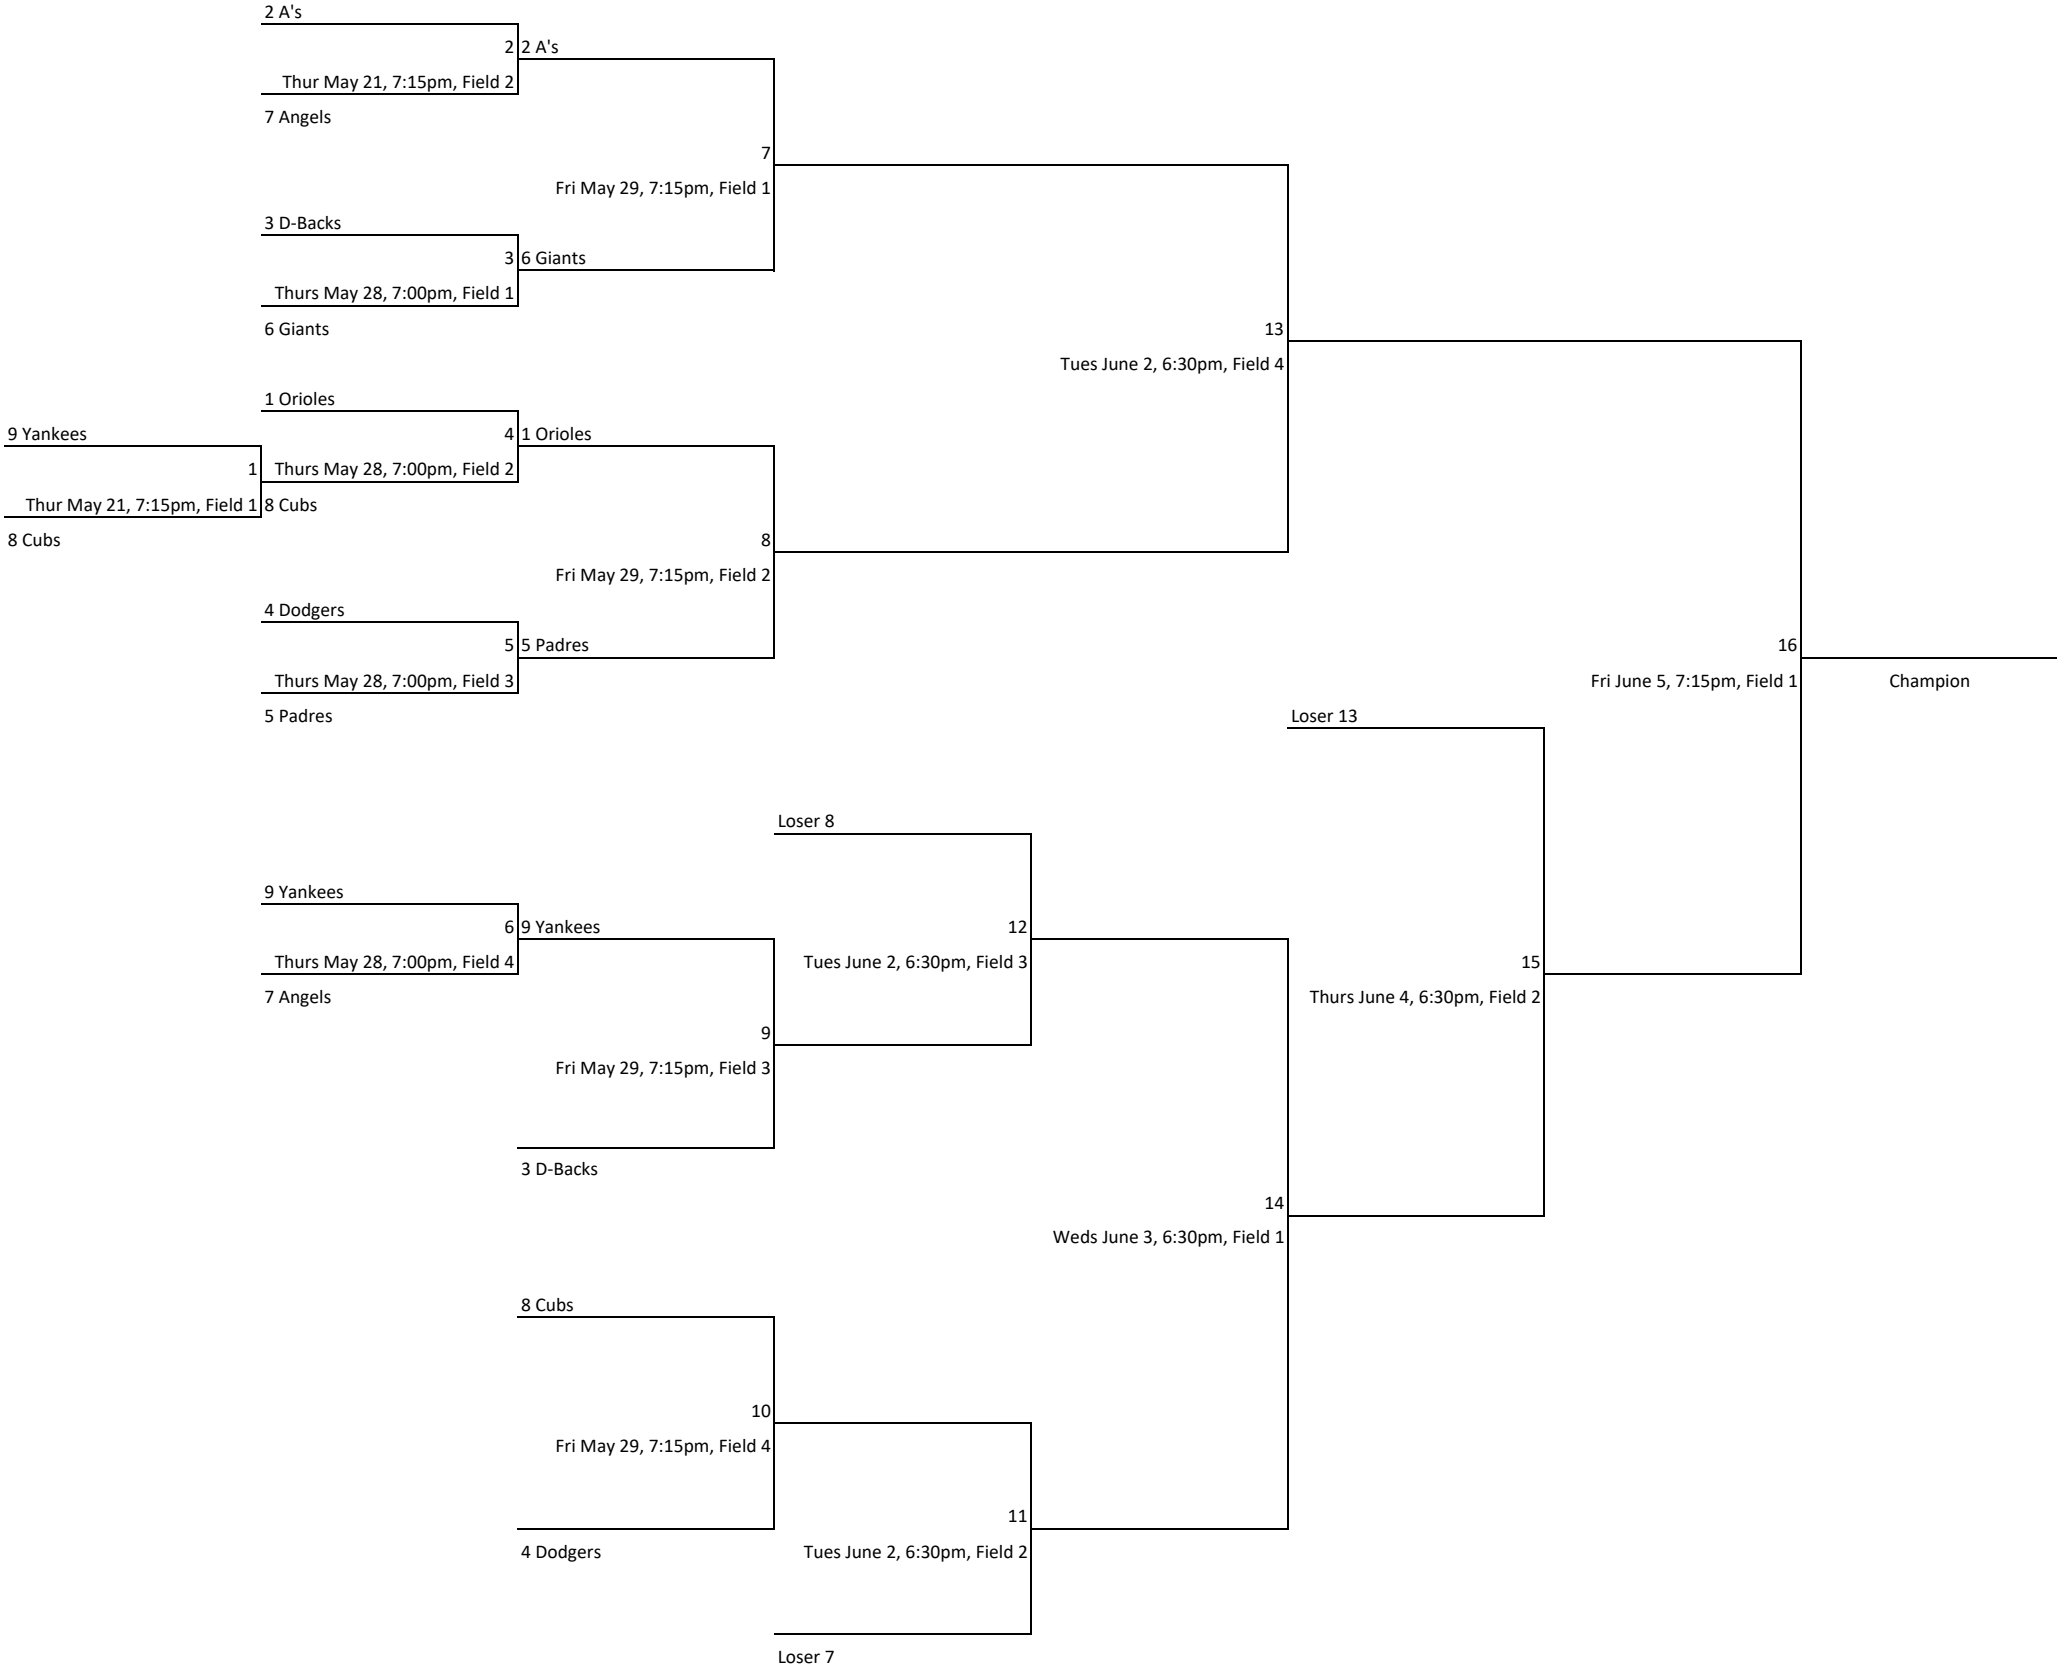 2 A's
2 2 A's
Thur May 21, 7:15pm, Field 2
7 Angels
7
Fri May 29, 7:15pm, Field 1
3 D-Backs
3 6 Giants
Thurs May 28, 7:00pm, Field 1
6 Giants
13
Tues June 2, 6:30pm, Field 4
1 Orioles
9 Yankees
4 1 Orioles
1
Thurs May 28, 7:00pm, Field 2
Thur May 21, 7:15pm, Field 1
8 Cubs
8 Cubs
8
Fri May 29, 7:15pm, Field 2
4 Dodgers
5 5 Padres
16
Thurs May 28, 7:00pm, Field 3
Fri June 5, 7:15pm, Field 1
Champion
5 Padres
Loser 13
Loser 8
9 Yankees
6 9 Yankees
12
Thurs May 28, 7:00pm, Field 4
Tues June 2, 6:30pm, Field 3
15
7 Angels
Thurs June 4, 6:30pm, Field 2
9
Fri May 29, 7:15pm, Field 3
3 D-Backs
14
Weds June 3, 6:30pm, Field 1
8 Cubs
10
Fri May 29, 7:15pm, Field 4
11
4 Dodgers
Tues June 2, 6:30pm, Field 2
Loser 7